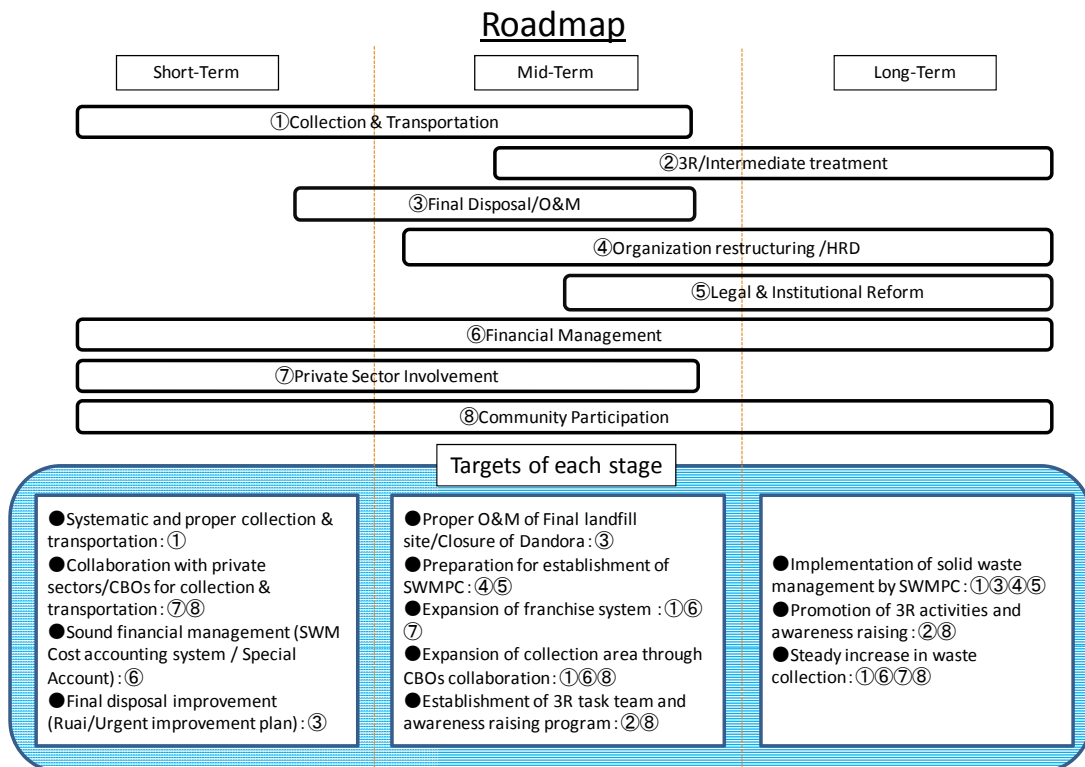 Roadmap
Short-Term
Mid-Term
Long-Term
①Collection & Transportation
②3R/Intermediate treatment
③Final Disposal/O&M
④Organization restructuring /HRD
⑤Legal & Institutional Reform
⑥Financial Management
⑦Private Sector Involvement
⑧Community Participation
Targets of each stage
●Systematic and proper collection &
transportation : ①
●Collaboration with private
sectors/CBOs for collection &
transportation : ⑦⑧
●Sound financial management (SWM
Cost accounting system / Special
Account) : ⑥
●Final disposal improvement
(Ruai/Urgent improvement plan) : ③
●Proper O&M of Final landfill
site/Closure of Dandora : ③
●Preparation for establishment of
SWMPC : ④⑤
●Expansion of franchise system : ①⑥
⑦
●Expansion of collection area through
CBOs collaboration : ①⑥⑧
●Establishment of 3R task team and
awareness raising program : ②⑧
●Implementation of solid waste
management by SWMPC : ①③④⑤
●Promotion of 3R activities and
awareness raising : ②⑧
●Steady increase in waste
collection : ①⑥⑦⑧